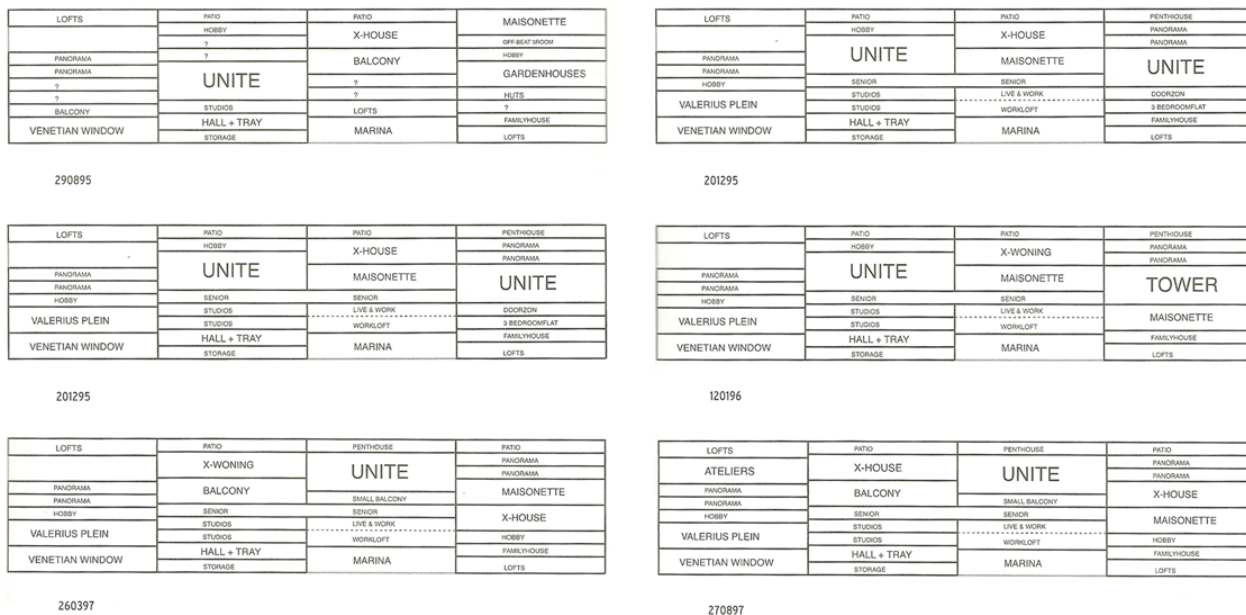 LOFTS
PANORAMA
PANORAMA
?
?
BALCONY
VENETIAN WINDOW
PATIO
HOBBY
?
?
UNITE
STUDIOS
HALL + TRAY
STORAGE
PATIO
X-HOUSE
BALCONY
?
?
LOFTS
MARINA
MAISONETTE
OFF-BEAT 3ROOM
HOBBY
GARDENHOUSES
HUTS
?
FAMILYHOUSE
LOFTS
290895
LOFTS
PANORAMA
PANORAMA
HOBBY
VALERIUS PLEIN
VENETIAN WINDOW
PATIO
HOBBY
UNITE
SENIOR
STUDIOS
STUDIOS
HALL + TRAY
STORAGE
PATIO
X-HOUSE
MAISONETTE
SENIOR
LIVE & WORK
WORKLOFT
MARINA
PENTHIOUSE
PANORAMA
PANORAMA
UNITE
DOORZON
3 BEDROOMFLAT
FAMILYHOUSE
LOFTS
201295
LOFTS
PANORAMA
PANORAMA
HOBBY
VALERIUS PLEIN
VENETIAN WINDOW
PATIO
HOBBY
UNITE
SENIOR
STUDIOS
STUDIOS
HALL + TRAY
STORAGE
PATIO
X-HOUSE
MAISONETTE
SENIOR
LIVE & WORK
WORKLOFT
MARINA
PENTHIOUSE
PANORAMA
PANORAMA
UNITE
DOORZON
3 BEDROOMFLAT
FAMILYHOUSE
LOFTS
201295
LOFTS
PANORAMA
PANORAMA
HOBBY
VALERIUS PLEIN
VENETIAN WINDOW
PATIO
HOBBY
UNITE
SENIOR
STUDIOS
STUDIOS
HALL + TRAY
STORAGE
PATIO
X-WONING
MAISONETTE
SENIOR
LIVE & WORK
WORKLOFT
MARINA
PENTHIOUSE
PANORAMA
PANORAMA
TOWER
MAISONETTE
FAMILYHOUSE
LOFTS
120196
LOFTS
PANORAMA
PANORAMA
HOBBY
VALERIUS PLEIN
VENETIAN WINDOW
PATIO
X-WONING
BALCONY
SENIOR
STUDIOS
STUDIOS
HALL + TRAY
STORAGE
PENTHOUSE
UNITE
SMALL BALCONY
SENIOR
LIVE & WORK
WORKLOFT
MARINA
PATIO
PANORAMA
PANORAMA
MAISONETTE
X-HOUSE
HOBBY
FAMILYHOUSE
LOFTS
260397
LOFTS
ATELIERS
PANORAMA
PANORAMA
HOBBY
VALERIUS PLEIN
VENETIAN WINDOW
PATIO
X-HOUSE
BALCONY
SENIOR
STUDIOS
STUDIOS
HALL + TRAY
STORAGE
PENTHOUSE
UNITE
SMALL BALCONY
SENIOR
LIVE & WORK
WORKLOFT
MARINA
PATIO
PANORAMA
PANORAMA
X-HOUSE
MAISONETTE
HOBBY
FAMILYHOUSE
LOFTS
270897